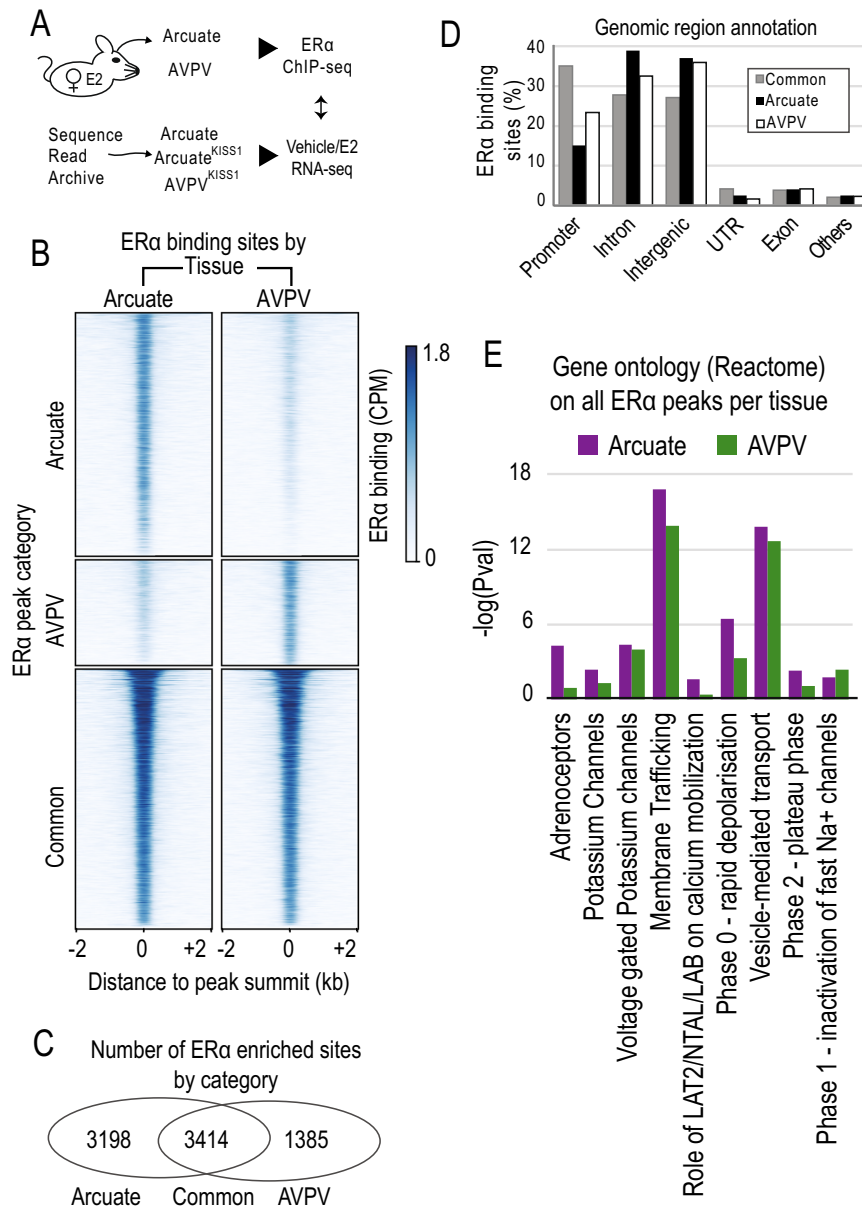 A
Arcuate
AVPV
ERα
ChIP-seq
♀ E2
Sequence
Read
Archive
Arcuate
Arcuate^KISS1
AVPV^KISS1
Vehicle/E2
RNA-seq
B
ERα binding sites by
Tissue
Arcuate
AVPV
ERα peak category
Arcuate
AVPV
Common
1.8
0
ERα binding (CPM)
-2
0
+2
-2
0
+2
Distance to peak summit (kb)
C
Number of ERα enriched sites
by category
3198
3414
1385
Arcuate
Common
AVPV
D
Genomic region annotation
ERα binding
sites (%)
40
30
20
10
0
Common
Arcuate
AVPV
Promoter
Intron
Intergenic
UTR
Exon
Others
E
Gene ontology (Reactome)
on all ERα peaks per tissue
Arcuate
AVPV
-log(Pval)
18
12
6
0
Adrenoceptors
Potassium Channels
Voltage gated Potassium channels
Membrane Trafficking
Role of LAT2/NTAL/LAB on calcium mobilization
Phase 0 - rapid depolarisation
Vesicle-mediated transport
Phase 2 - plateau phase
Phase 1 - inactivation of fast Na+ channels